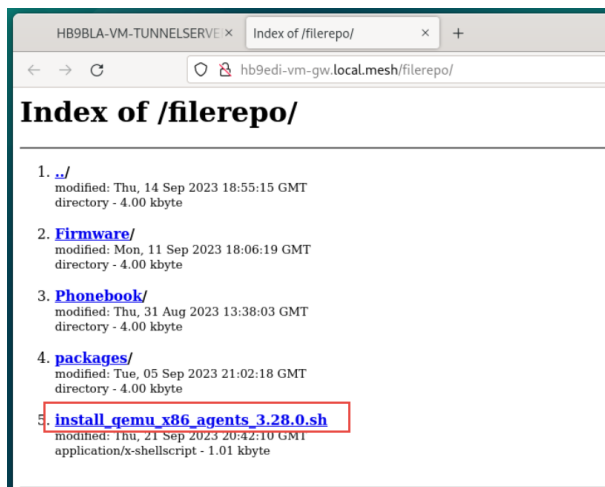 HB9BLA-VM-TUNNELSERVE
Index of /filerepo/
hb9edi-vm-gw.local.mesh/filerepo/
Index of /filerepo/
1. ../
modified: Thu, 14 Sep 2023 18:55:15 GMT
directory - 4.00 kbyte
2. Firmware/
modified: Mon, 11 Sep 2023 18:06:19 GMT
directory - 4.00 kbyte
3. Phonebook/
modified: Thu, 31 Aug 2023 13:38:03 GMT
directory - 4.00 kbyte
4. packages/
modified: Tue, 05 Sep 2023 21:02:18 GMT
directory - 4.00 kbyte
5. install_qemu_x86_agents_3.28.0.sh
modified: Thu, 21 Sep 2023 20:42:10 GMT
application/x-shellscript - 1.01 kbyte